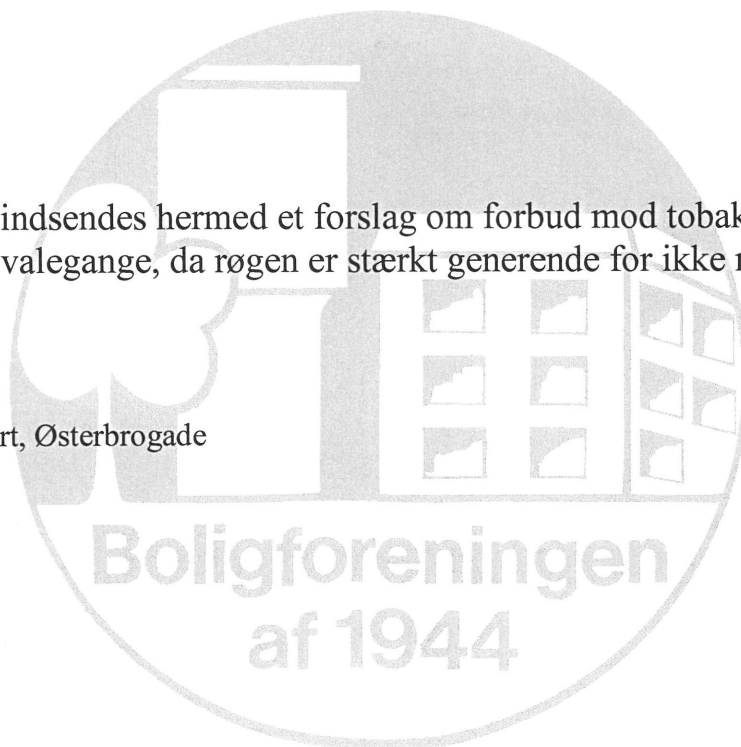 indsendes hermed et forslag om forbud mod tobak
valegange, da røgen er stærkt generende for ikke
rt, Østerbrogade
Boligforeningen
af 1944